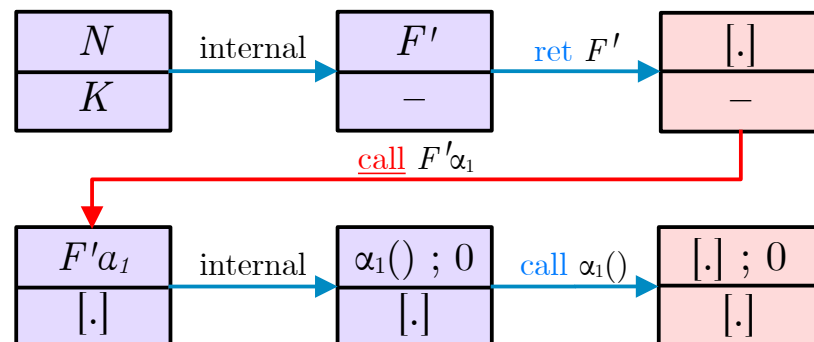 N internal F′ ret F′ [.]
K – –
call F′α₁
F′a₁ internal α₁() ; 0 call α₁() [.] ; 0
[.] [.] [.]